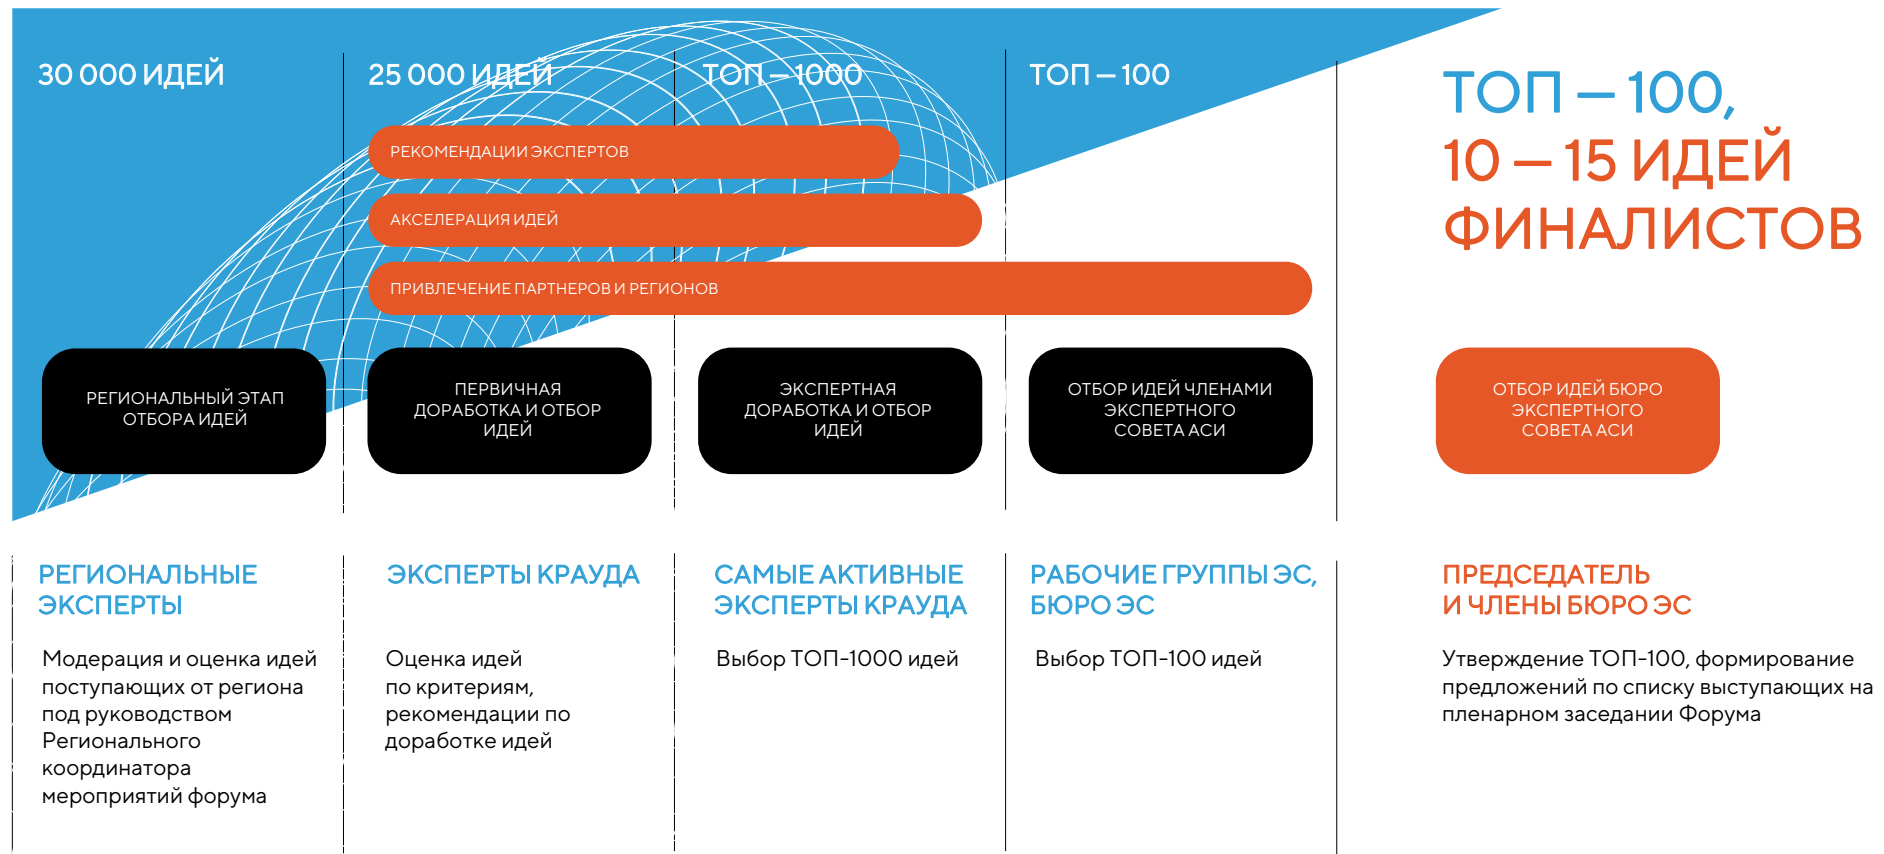 30 000 ИДЕЙ
25 000 ИДЕЙ
ТОП – 1000
ТОП – 100
ТОП – 100,
10 – 15 ИДЕЙ
ФИНАЛИСТОВ
РЕКОМЕНДАЦИИ ЭКСПЕРТОВ
АКСЕЛЕРАЦИЯ ИДЕЙ
ПРИВЛЕЧЕНИЕ ПАРТНЕРОВ И РЕГИОНОВ
РЕГИОНАЛЬНЫЙ ЭТАП
ОТБОРА ИДЕЙ
ПЕРВИЧНАЯ
ДОРАБОТКА И ОТБОР
ИДЕЙ
ЭКСПЕРТНАЯ
ДОРАБОТКА И ОТБОР
ИДЕЙ
ОТБОР ИДЕЙ ЧЛЕНАМИ
ЭКСПЕРТНОГО
СОВЕТА АСИ
ОТБОР ИДЕЙ БЮРО
ЭКСПЕРТНОГО
СОВЕТА АСИ
РЕГИОНАЛЬНЫЕ
ЭКСПЕРТЫ
Модерация и оценка идей
поступающих от региона
под руководством
Регионального
координатора
мероприятий форума
ЭКСПЕРТЫ КРАУДА
Оценка идей
по критериям,
рекомендации по
доработке идей
САМЫЕ АКТИВНЫЕ
ЭКСПЕРТЫ КРАУДА
Выбор ТОП-1000 идей
РАБОЧИЕ ГРУППЫ ЭС,
БЮРО ЭС
Выбор ТОП-100 идей
ПРЕДСЕДАТЕЛЬ
И ЧЛЕНЫ БЮРО ЭС
Утверждение ТОП-100, формирование
предложений по списку выступающих на
пленарном заседании Форума